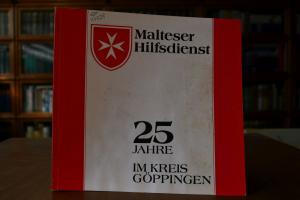 Malteser
Hilfsdienst
25
JAHRE
IM KREIS
GÖPPINGEN